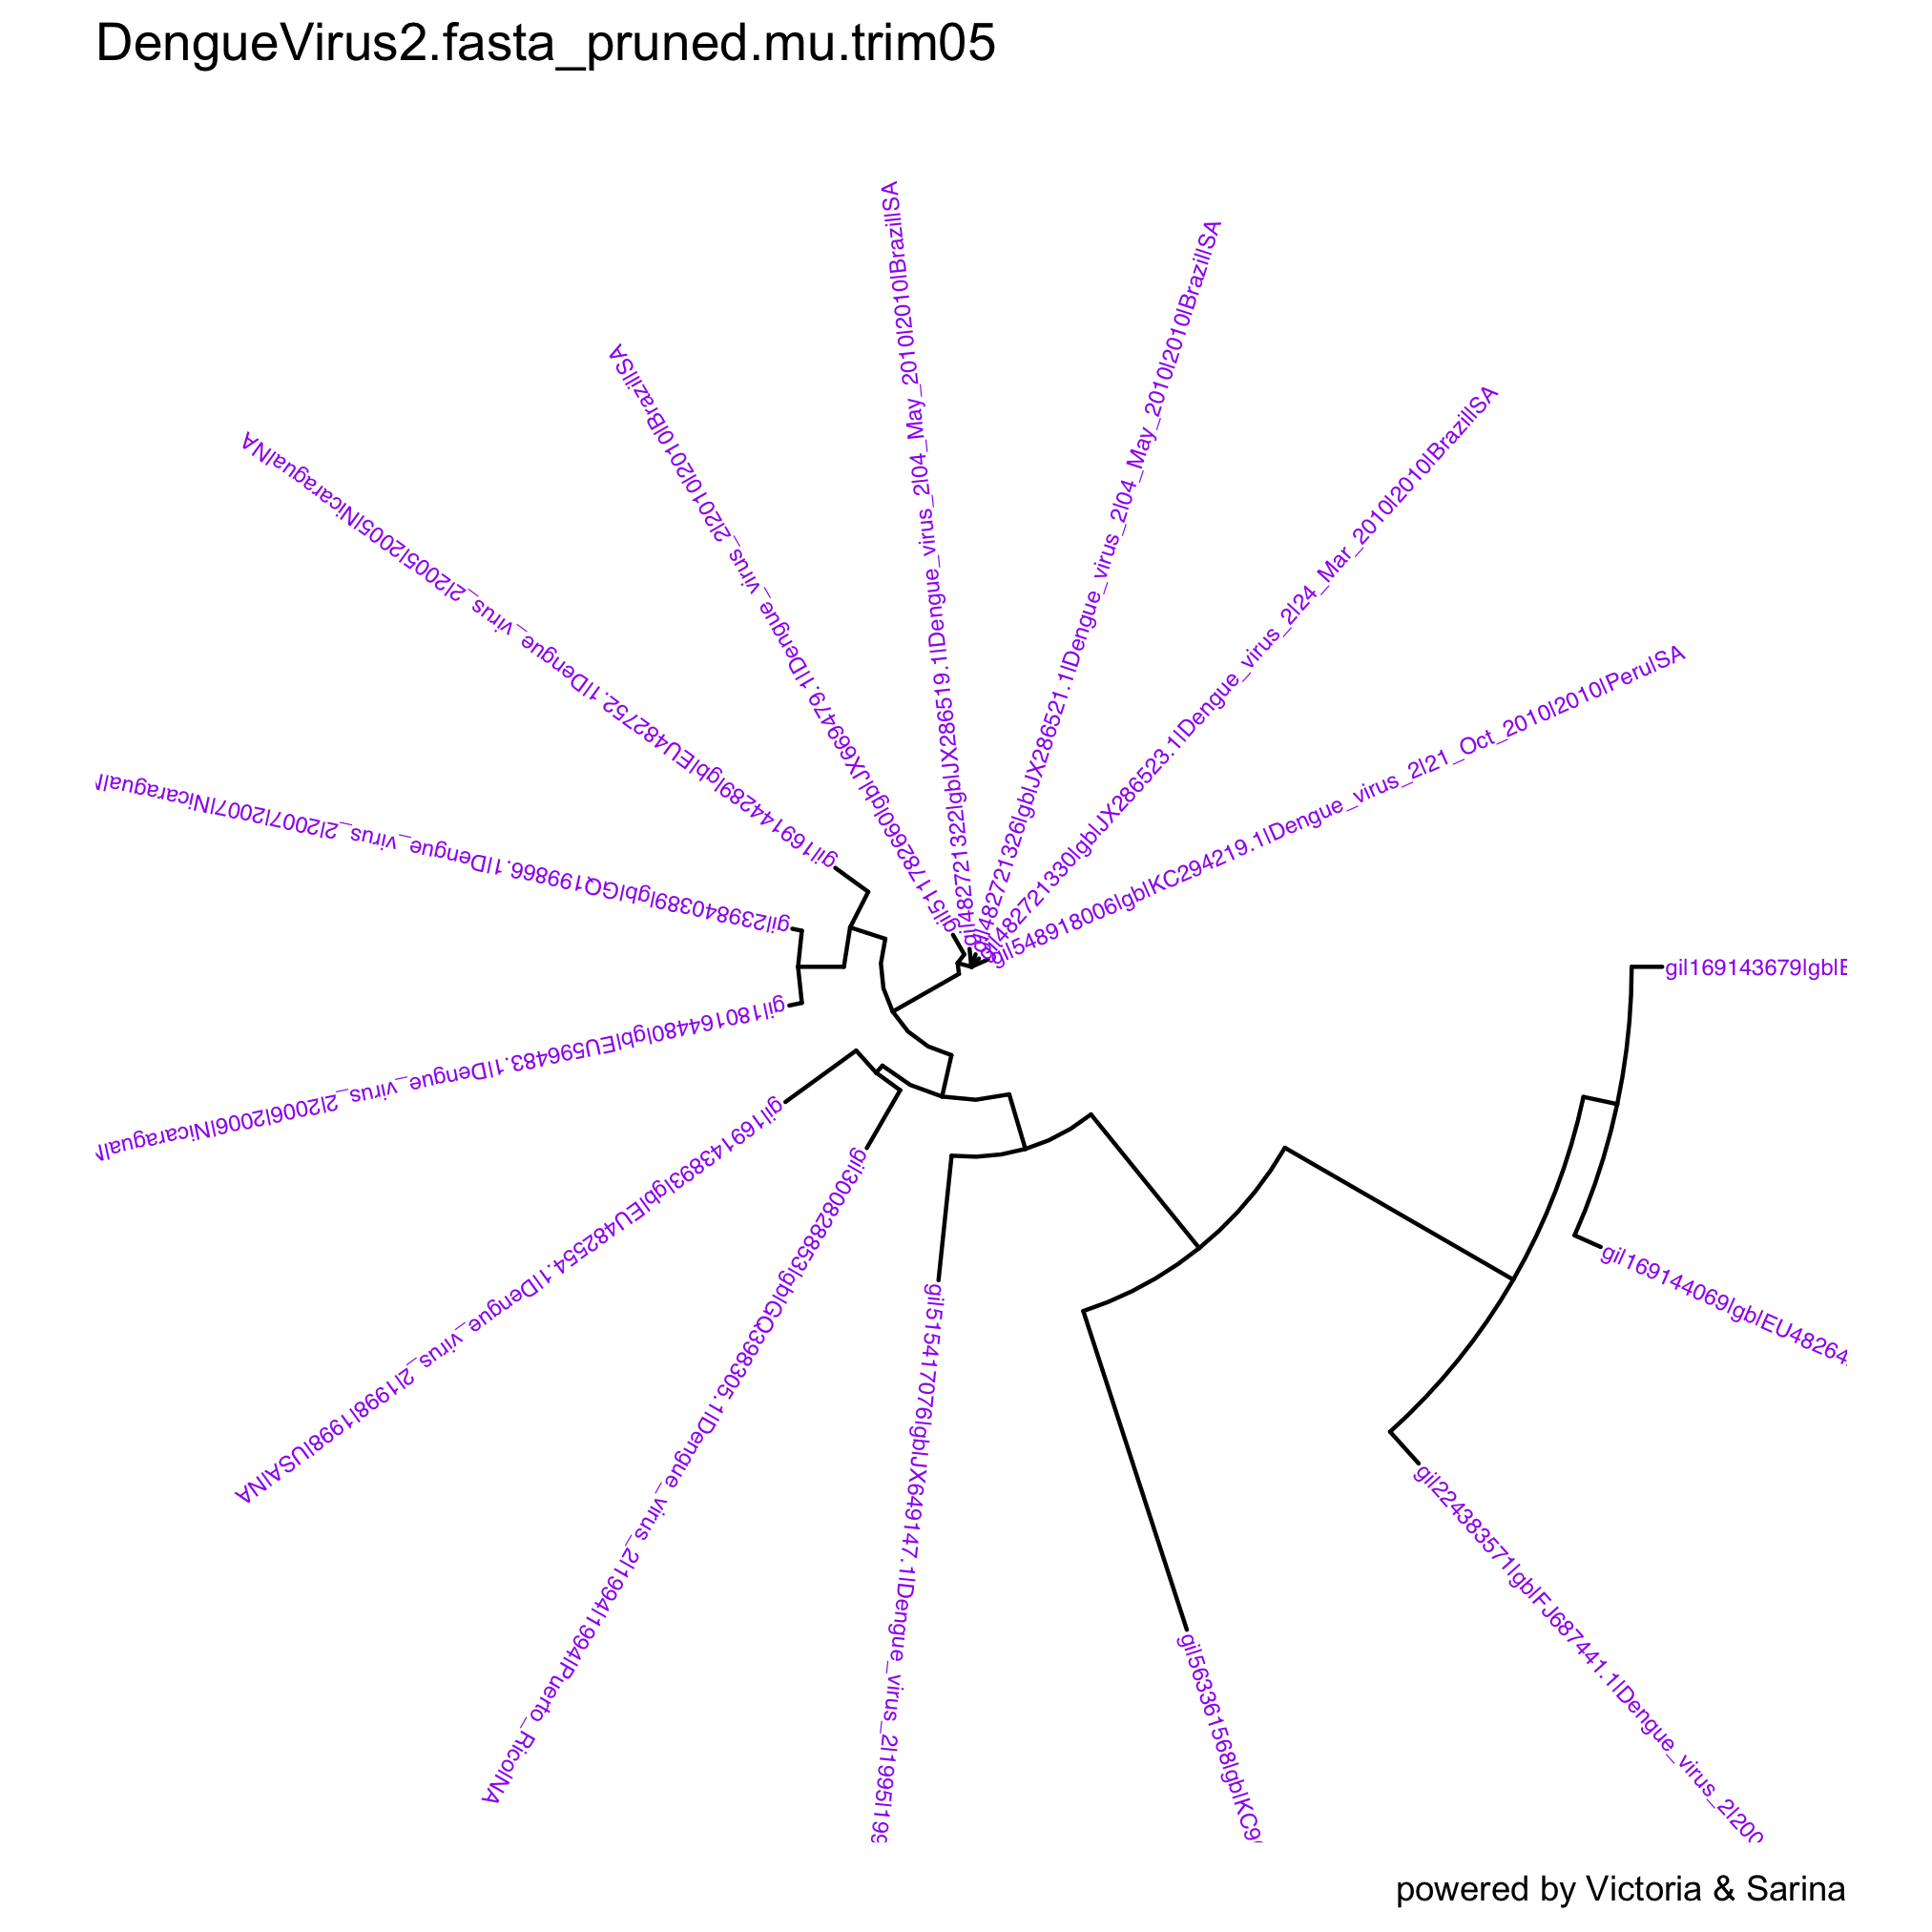 DengueVirus2.fasta_pruned.mu.trim05
gi|482721322|gb|JX286519.1|Dengue_virus_2|04_May_2010|2010|Brazil|SA
gi|482721326|gb|JX286521.1|Dengue_virus_2|04_May_2010|2010|Brazil|SA
gi|511782660|gb|JX669479.1|Dengue_virus_2|2010|2010|Brazil|SA
gi|482721330|gb|JX286523.1|Dengue_virus_2|24_Mar_2010|2010|Brazil|SA
gi|169144289|gb|EU482752.1|Dengue_virus_2|2005|2005|Nicaragua|NA
gi|548918006|gb|KC294219.1|Dengue_virus_2|21_Oct_2010|2010|Peru|SA
gi|239840389|gb|GQ199866.1|Dengue_virus_2|2007|2007|Nicaragua|
gi|169143679|gb|E
gi|180164480|gb|EU596483.1|Dengue_virus_2|2006|2006|Nicaragua|
gi|169144069|gb|EU48264
gi|169143893|gb|EU482554.1|Dengue_virus_2|1998|1998|USA|NA
gi|300828853|gb|GQ398305.1|Dengue_virus_2|1994|1994|Puerto_Rico|NA
gi|515417076|gb|JX649147.1|Dengue_virus_2|1995|199
gi|563361568|gb|KC9
gi|224383571|gb|FJ687441.1|Dengue_virus_2|200
powered by Victoria & Sarina